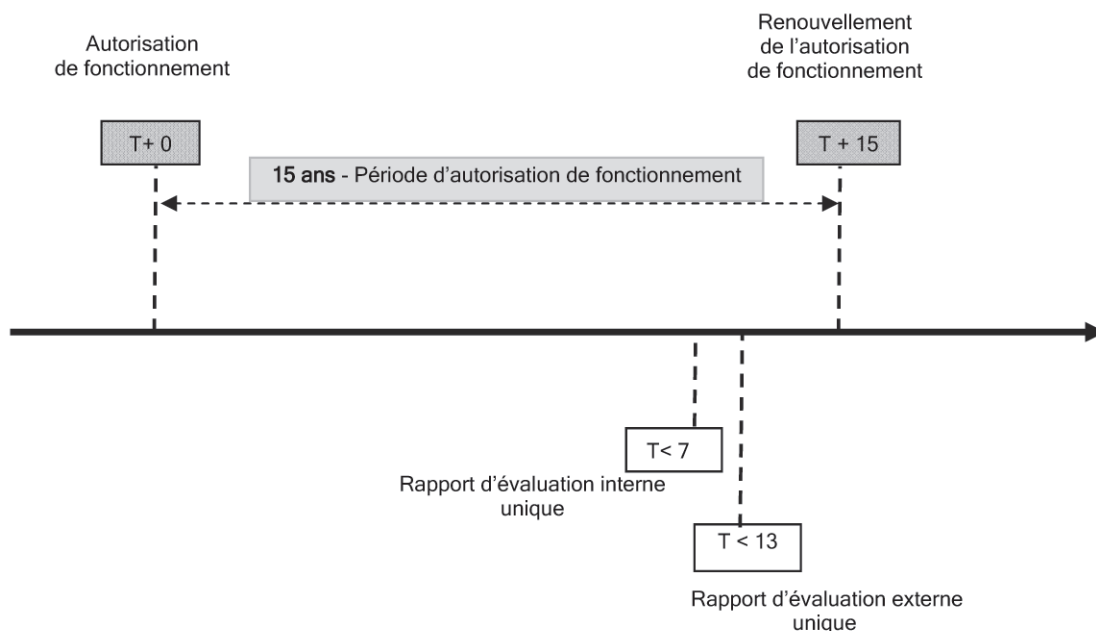 Autorisation
de fonctionnement
Renouvellement
de l'autorisation
de fonctionnement
T+ 0
T + 15
15 ans - Période d'autorisation de fonctionnement
T< 7
Rapport d'évaluation interne
unique
T < 13
Rapport d'évaluation externe
unique